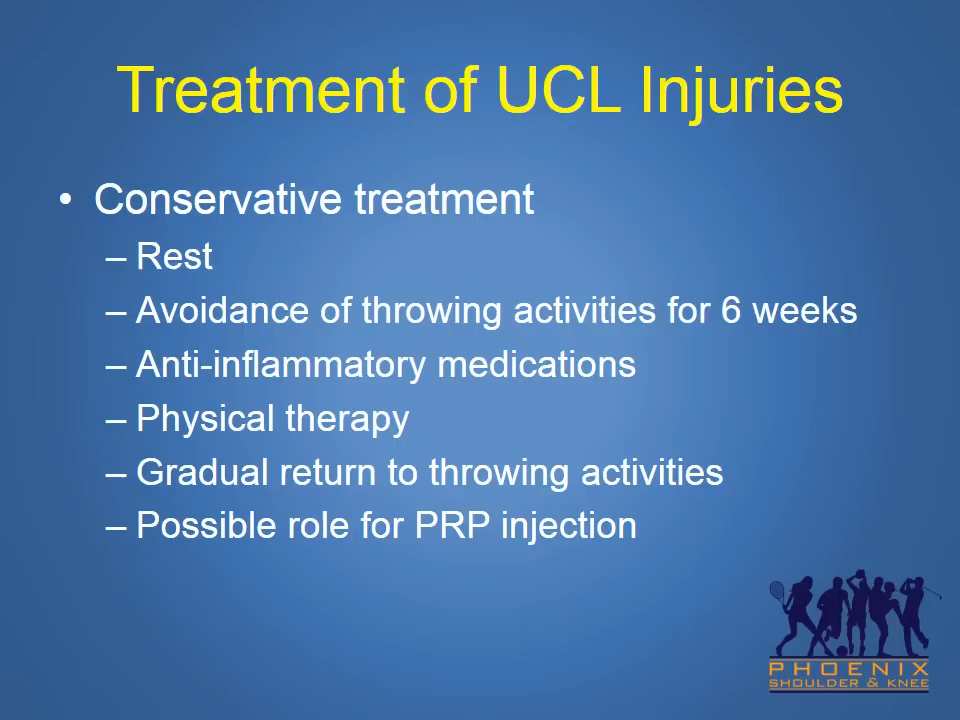 Treatment of UCL Injuries
• Conservative treatment
– Rest
– Avoidance of throwing activities for 6 weeks
– Anti-inflammatory medications
– Physical therapy
– Gradual return to throwing activities
– Possible role for PRP injection
PHOENIX
SHOULDER & KNEE